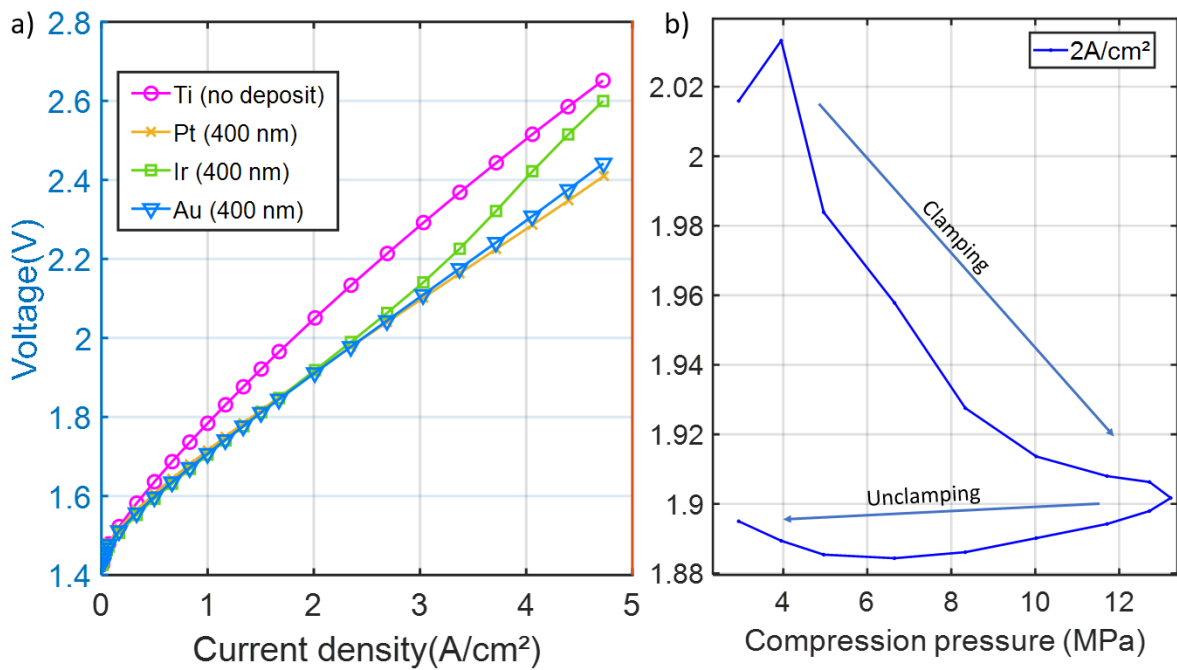 a)
Voltage(V)
2.8
2.6
2.4
2.2
2
1.8
1.6
1.4
Ti (no deposit)
Pt (400 nm)
Ir (400 nm)
Au (400 nm)
0 1 2 3 4 5
Current density(A/cm²)
b)
2A/cm²
2.02
2
1.98
1.96
1.94
1.92
1.9
1.88
Clamping
Unclamping
4 6 8 10 12
Compression pressure (MPa)